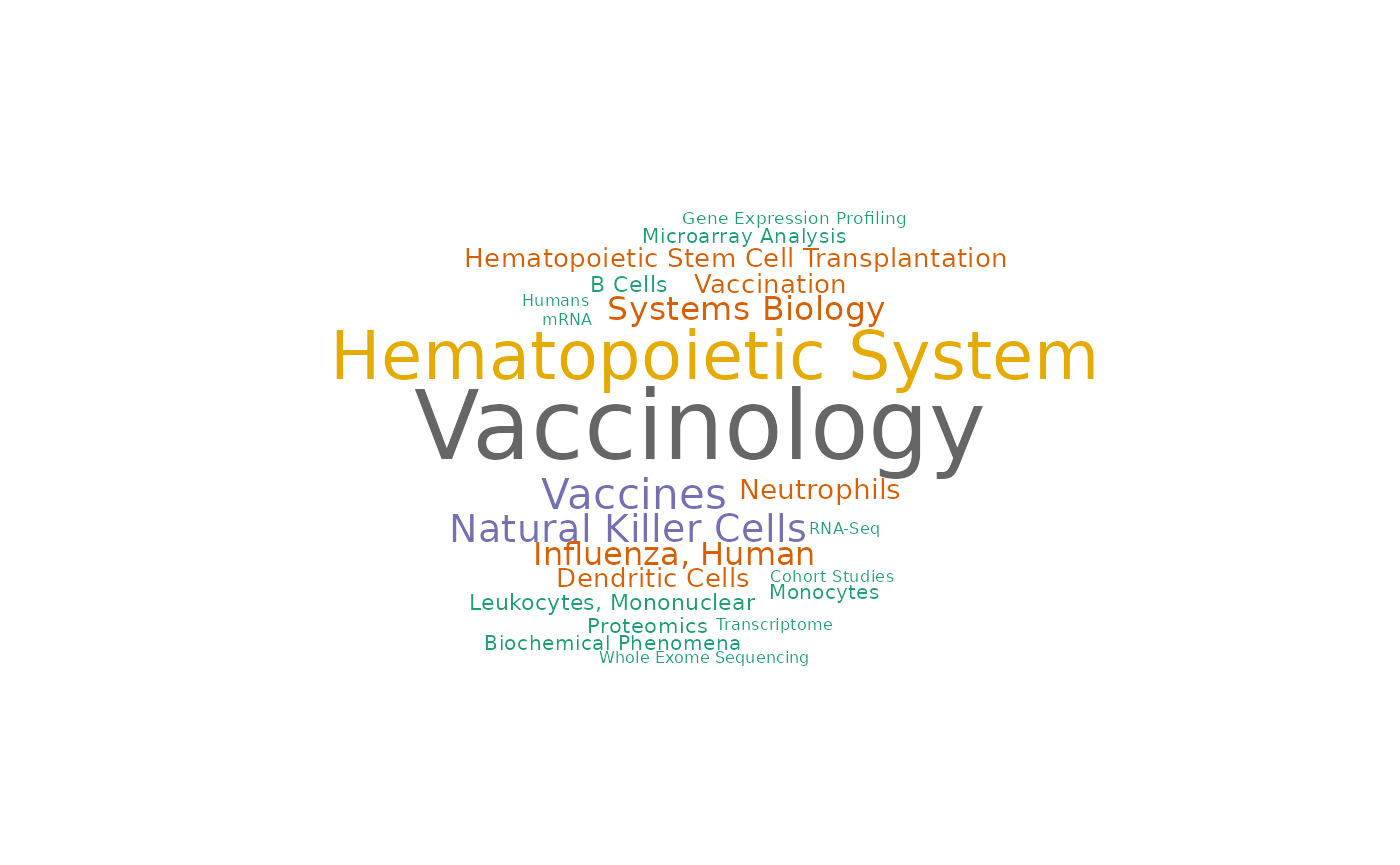 Gene Expression Profiling
Microarray Analysis
Hematopoietic Stem Cell Transplantation
B Cells Vaccination
Humans Systems Biology
mRNA
Hematopoietic System
Vaccinology
Vaccines Neutrophils
Natural Killer Cells RNA-Seq
Influenza, Human
Dendritic Cells Cohort Studies
Monocytes
Leukocytes, Mononuclear
Proteomics Transcriptome
Biochemical Phenomena
Whole Exome Sequencing